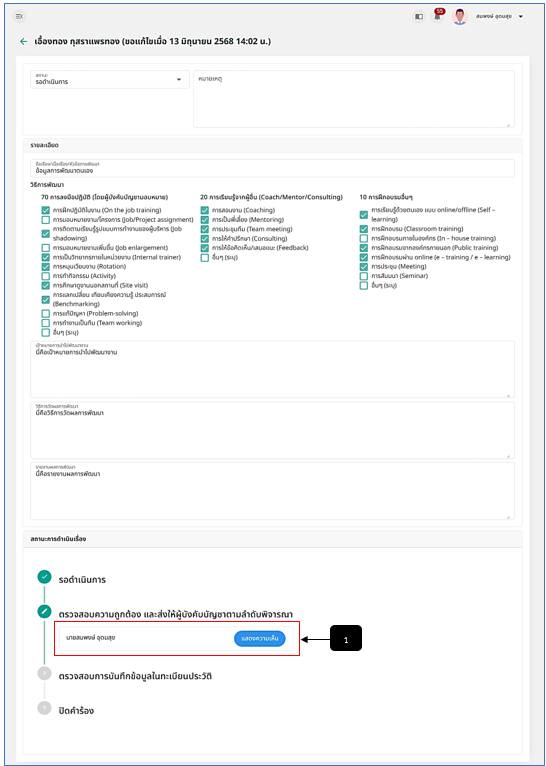 55
สมพงษ์ อุดมสุข
เอื้องทอง กุสราแพรทอง (ขอแก้ไขเมื่อ 13 มิถุนายน 2568 14:02 น.)
สถานะ
รอดำเนินการ
หมายเหตุ
รายละเอียด
ชื่อเรื่อง/เนื้อเรื่อง/หัวข้อการพัฒนา
ข้อมูลการพัฒนาตนเอง
วิธีการพัฒนา
70 การลงมือปฏิบัติ (โดยผู้บังคับบัญชามอบหมาย)
การฝึกปฏิบัติในงาน (On the job training)
การมอบหมายงาน/โครงการ (Job/Project assignment)
การติดตามเรียนรู้รูปแบบการทำงานของผู้บริหาร (Job
shadowing)
การมอบหมายงานเพิ่มขึ้น (Job enlargement)
การเป็นวิทยากรภายในหน่วยงาน (Internal trainer)
การหมุนเวียนงาน (Rotation)
การทำกิจกรรม (Activity)
การศึกษาดูงานนอกสถานที่ (Site visit)
การแลกเปลี่ยน เทียบเคียงความรู้ ประสบการณ์
(Benchmarking)
การแก้ปัญหา (Problem-solving)
การทำงานเป็นทีม (Team working)
อื่นๆ (ระบุ)
20 การเรียนรู้จากผู้อื่น (Coach/Mentor/Consulting)
การสอนงาน (Coaching)
การเป็นพี่เลี้ยง (Mentoring)
การประชุมทีม (Team meeting)
การให้คำปรึกษา (Consulting)
การให้ข้อคิดเห็น/เสนอแนะ (Feedback)
อื่นๆ (ระบุ)
10 การฝึกอบรมอื่นๆ
การเรียนรู้ด้วยตนเอง แบบ online/offline (Self –
learning)
การฝึกอบรม (Classroom training)
การฝึกอบรมภายในองค์กร (In – house training)
การฝึกอบรมจากองค์กรภายนอก (Public training)
การฝึกอบรมผ่าน online (e – training / e – learning)
การประชุม (Meeting)
การสัมมนา (Seminar)
อื่นๆ (ระบุ)
เป้าหมายการนำไปพัฒนางาน
นี่คือเป้าหมายการนำไปพัฒนางาน
วิธีการวัดผลการพัฒนา
นี่คือวิธีการวัดผลการพัฒนา
รายงานผลการพัฒนา
นี่คือรายงานผลการพัฒนา
สถานะการดำเนินเรื่อง
รอดำเนินการ
ตรวจสอบความถูกต้อง และส่งให้ผู้บังคับบัญชาตามลำดับพิจารณา
นายสมพงษ์ อุดมสุข
แสดงความเห็น
1
ตรวจสอบการบันทึกข้อมูลในทะเบียนประวัติ
ปิดคำร้อง